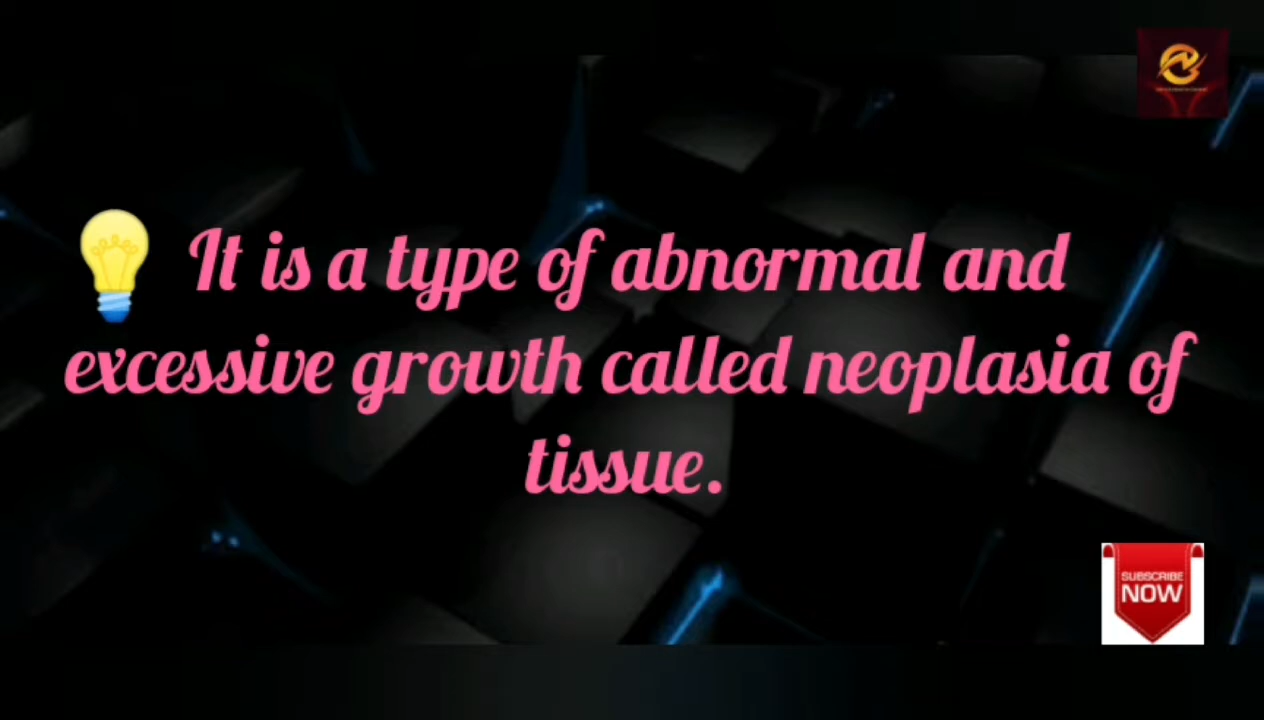 It is a type of abnormal and
excessive growth called neoplasia of
tissue.
SUBSCRIBE
NOW